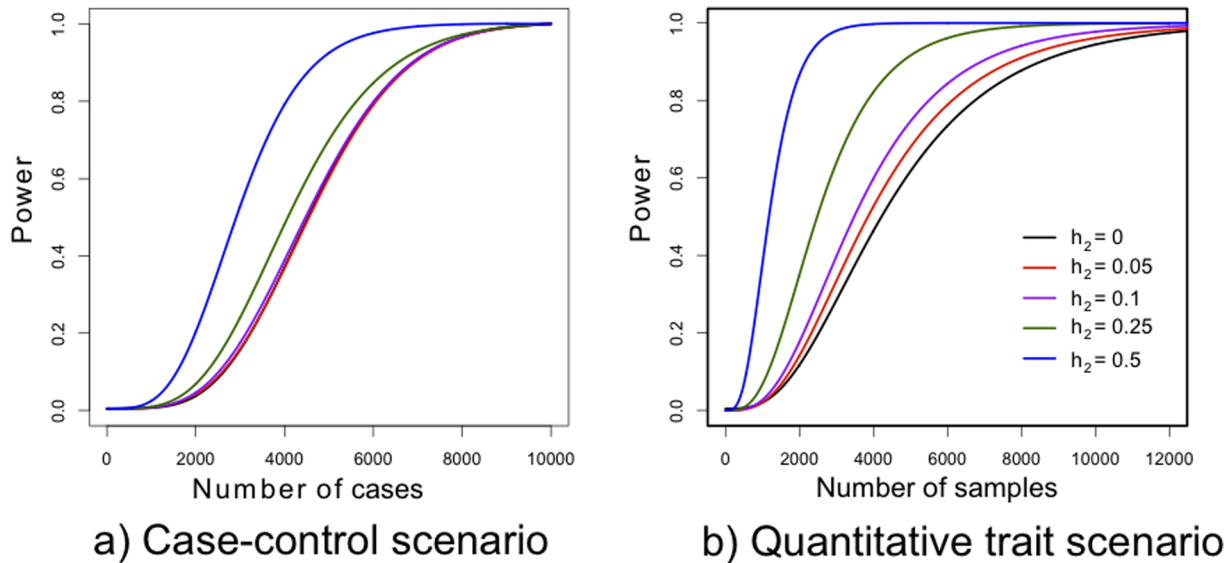 Power
1.0
0.8
0.6
0.4
0.2
0.0
0 2000 4000 6000 8000 10000
Number of cases
a) Case-control scenario
Power
1.0
0.8
0.6
0.4
0.2
0.0
h2 = 0
h2 = 0.05
h2 = 0.1
h2 = 0.25
h2 = 0.5
0 2000 4000 6000 8000 10000 12000
Number of samples
b) Quantitative trait scenario